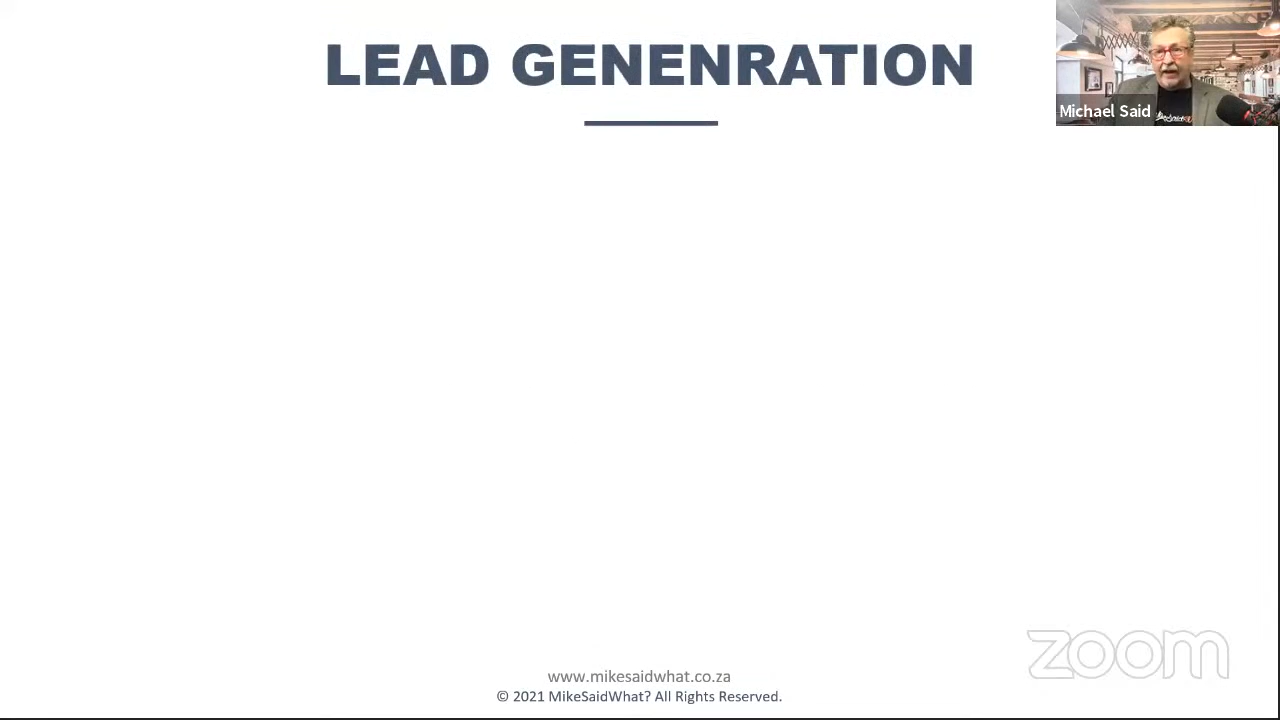 LEAD GENENRATION
Michael Said
zoom
www.mikesaidwhat.co.za
© 2021 MikeSaidWhat? All Rights Reserved.